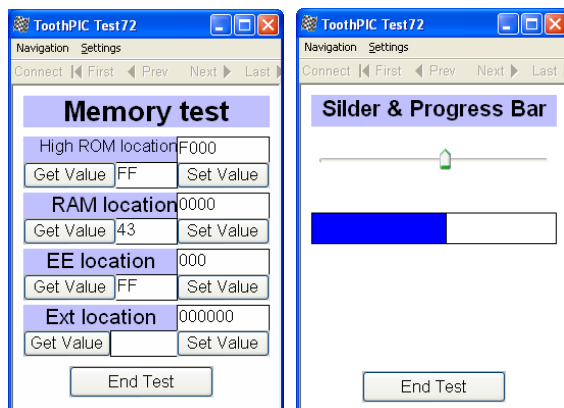 ToothPIC Test72
Navigation Settings
Connect First Prev Next Last
Memory test
High ROM location F000
Get Value FF Set Value
RAM location 0000
Get Value 43 Set Value
EE location 000
Get Value FF Set Value
Ext location 000000
Get Value Set Value
End Test
ToothPIC Test72
Navigation Settings
Connect First Prev Next Last
Silder & Progress Bar
End Test